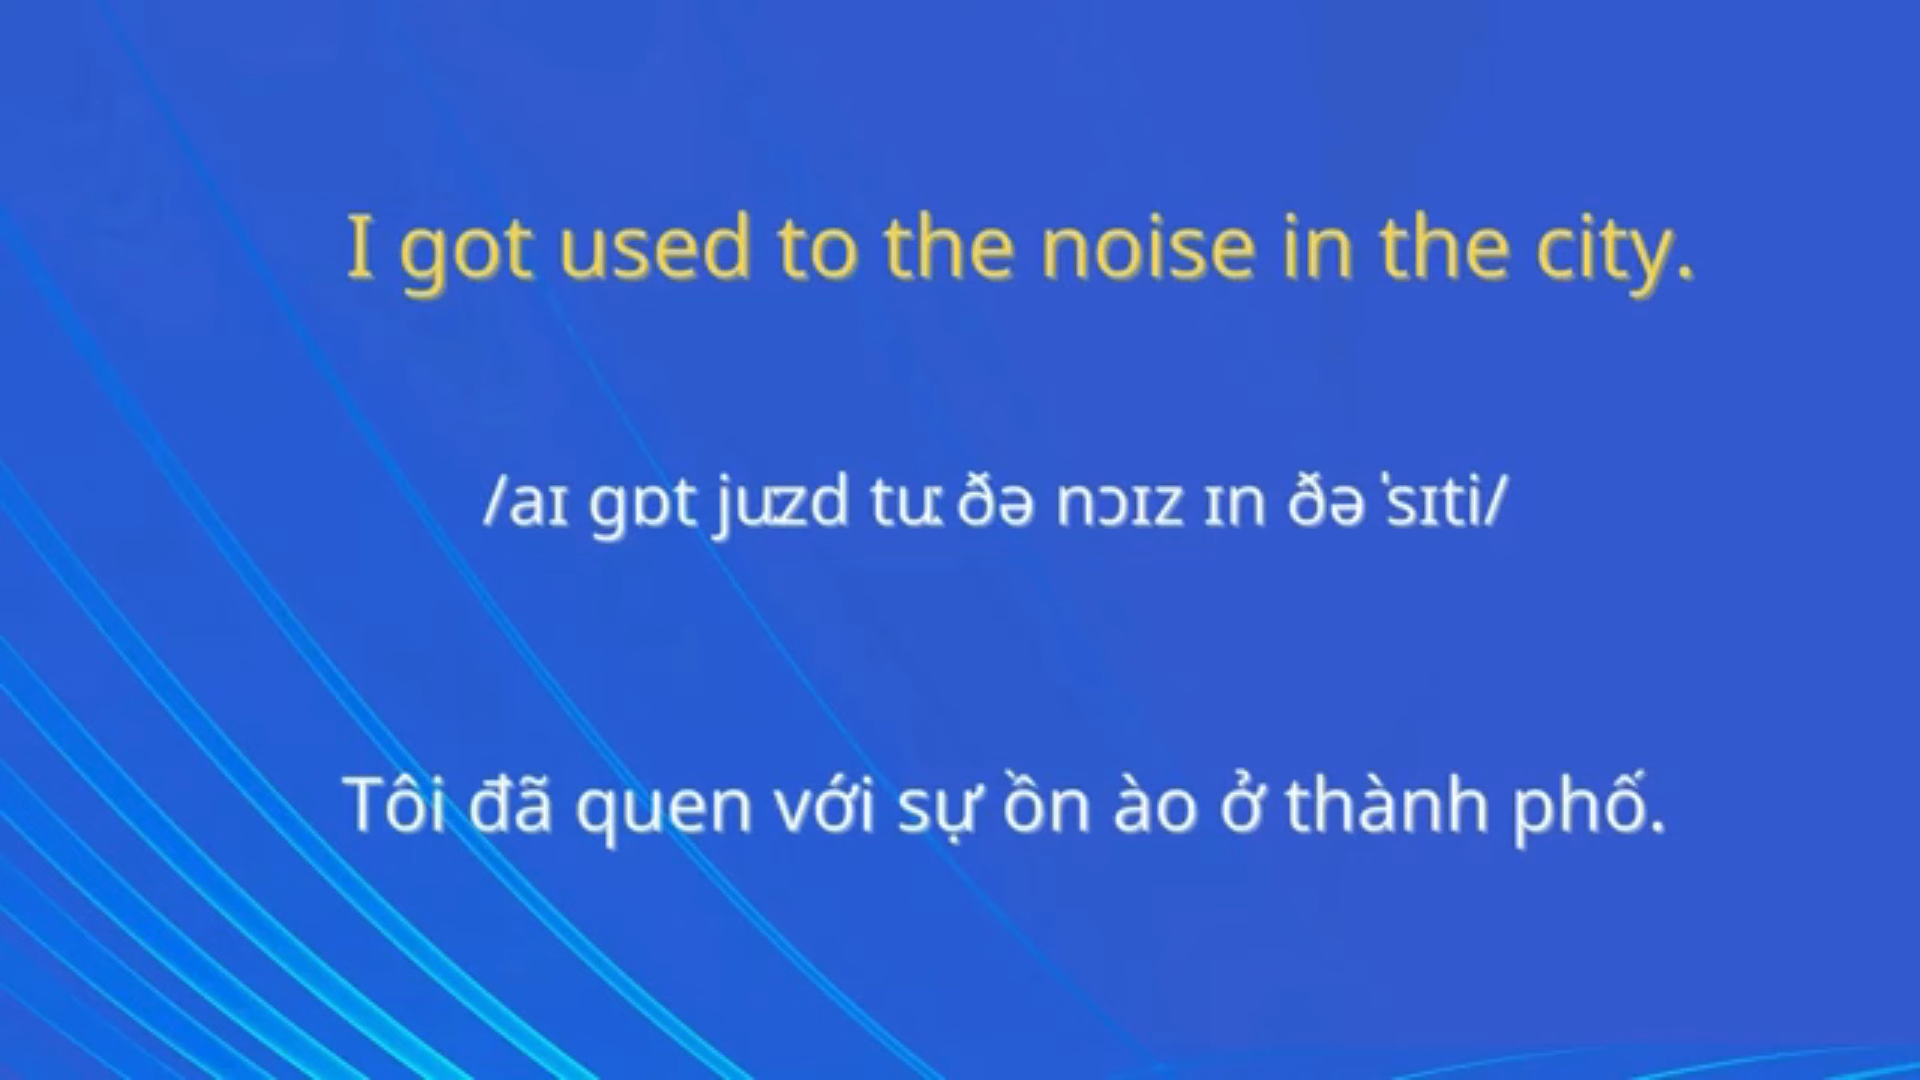 I got used to the noise in the city.
/aɪ gɒt juːzd tuː ðə nɔɪz ɪn ðə ˈsɪti/
Tôi đã quen với sự ồn ào ở thành phố.